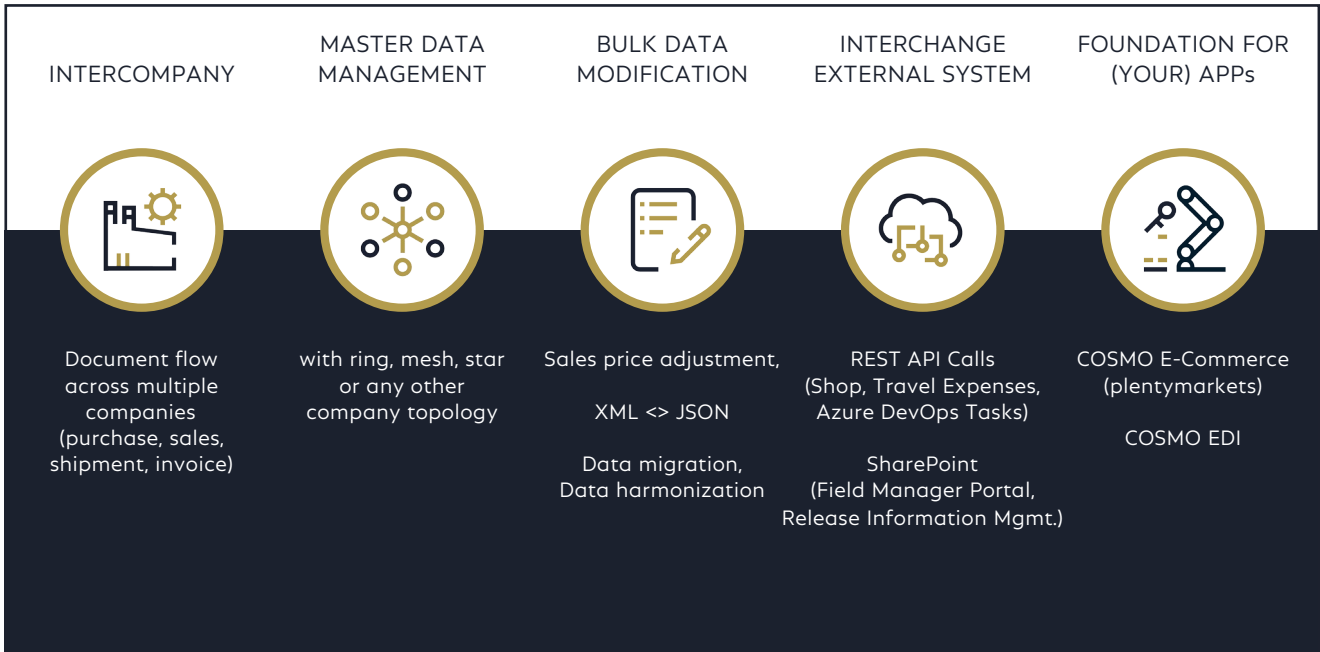 INTERCOMPANY
MASTER DATA
MANAGEMENT
BULK DATA
MODIFICATION
INTERCHANGE
EXTERNAL SYSTEM
FOUNDATION FOR
(YOUR) APPs
Document flow
across multiple
companies
(purchase, sales,
shipment, invoice)
with ring, mesh, star
or any other
company topology
Sales price adjustment,
XML <> JSON
Data migration,
Data harmonization
REST API Calls
(Shop, Travel Expenses,
Azure DevOps Tasks)
SharePoint
(Field Manager Portal,
Release Information Mgmt.)
COSMO E-Commerce
(plentymarkets)
COSMO EDI